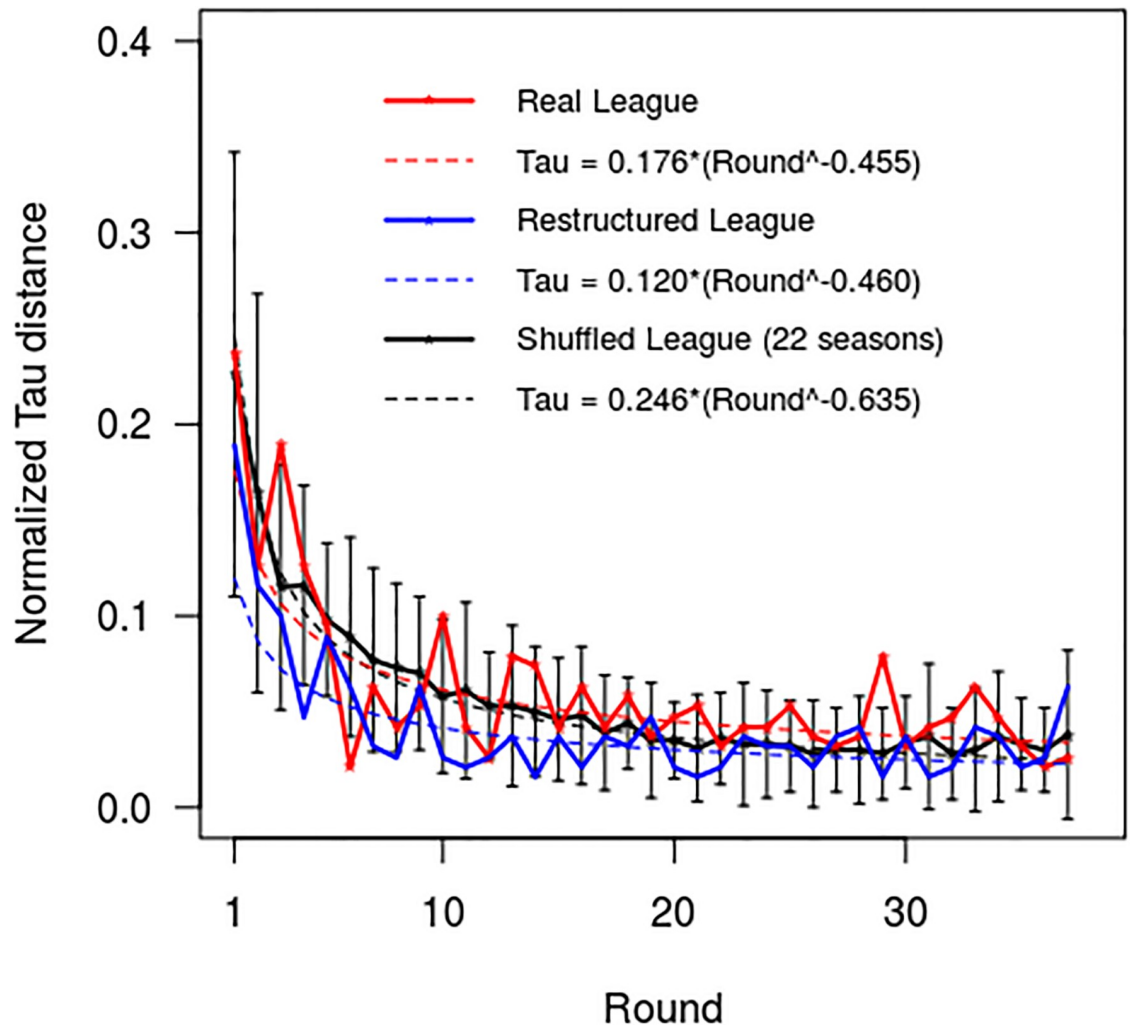 0.4
0.3
0.2
0.1
0.0
Normalized Tau distance
Real League
Tau = 0.176*(Round^-0.455)
Restructured League
Tau = 0.120*(Round^-0.460)
Shuffled League (22 seasons)
Tau = 0.246*(Round^-0.635)
1 10 20 30
Round